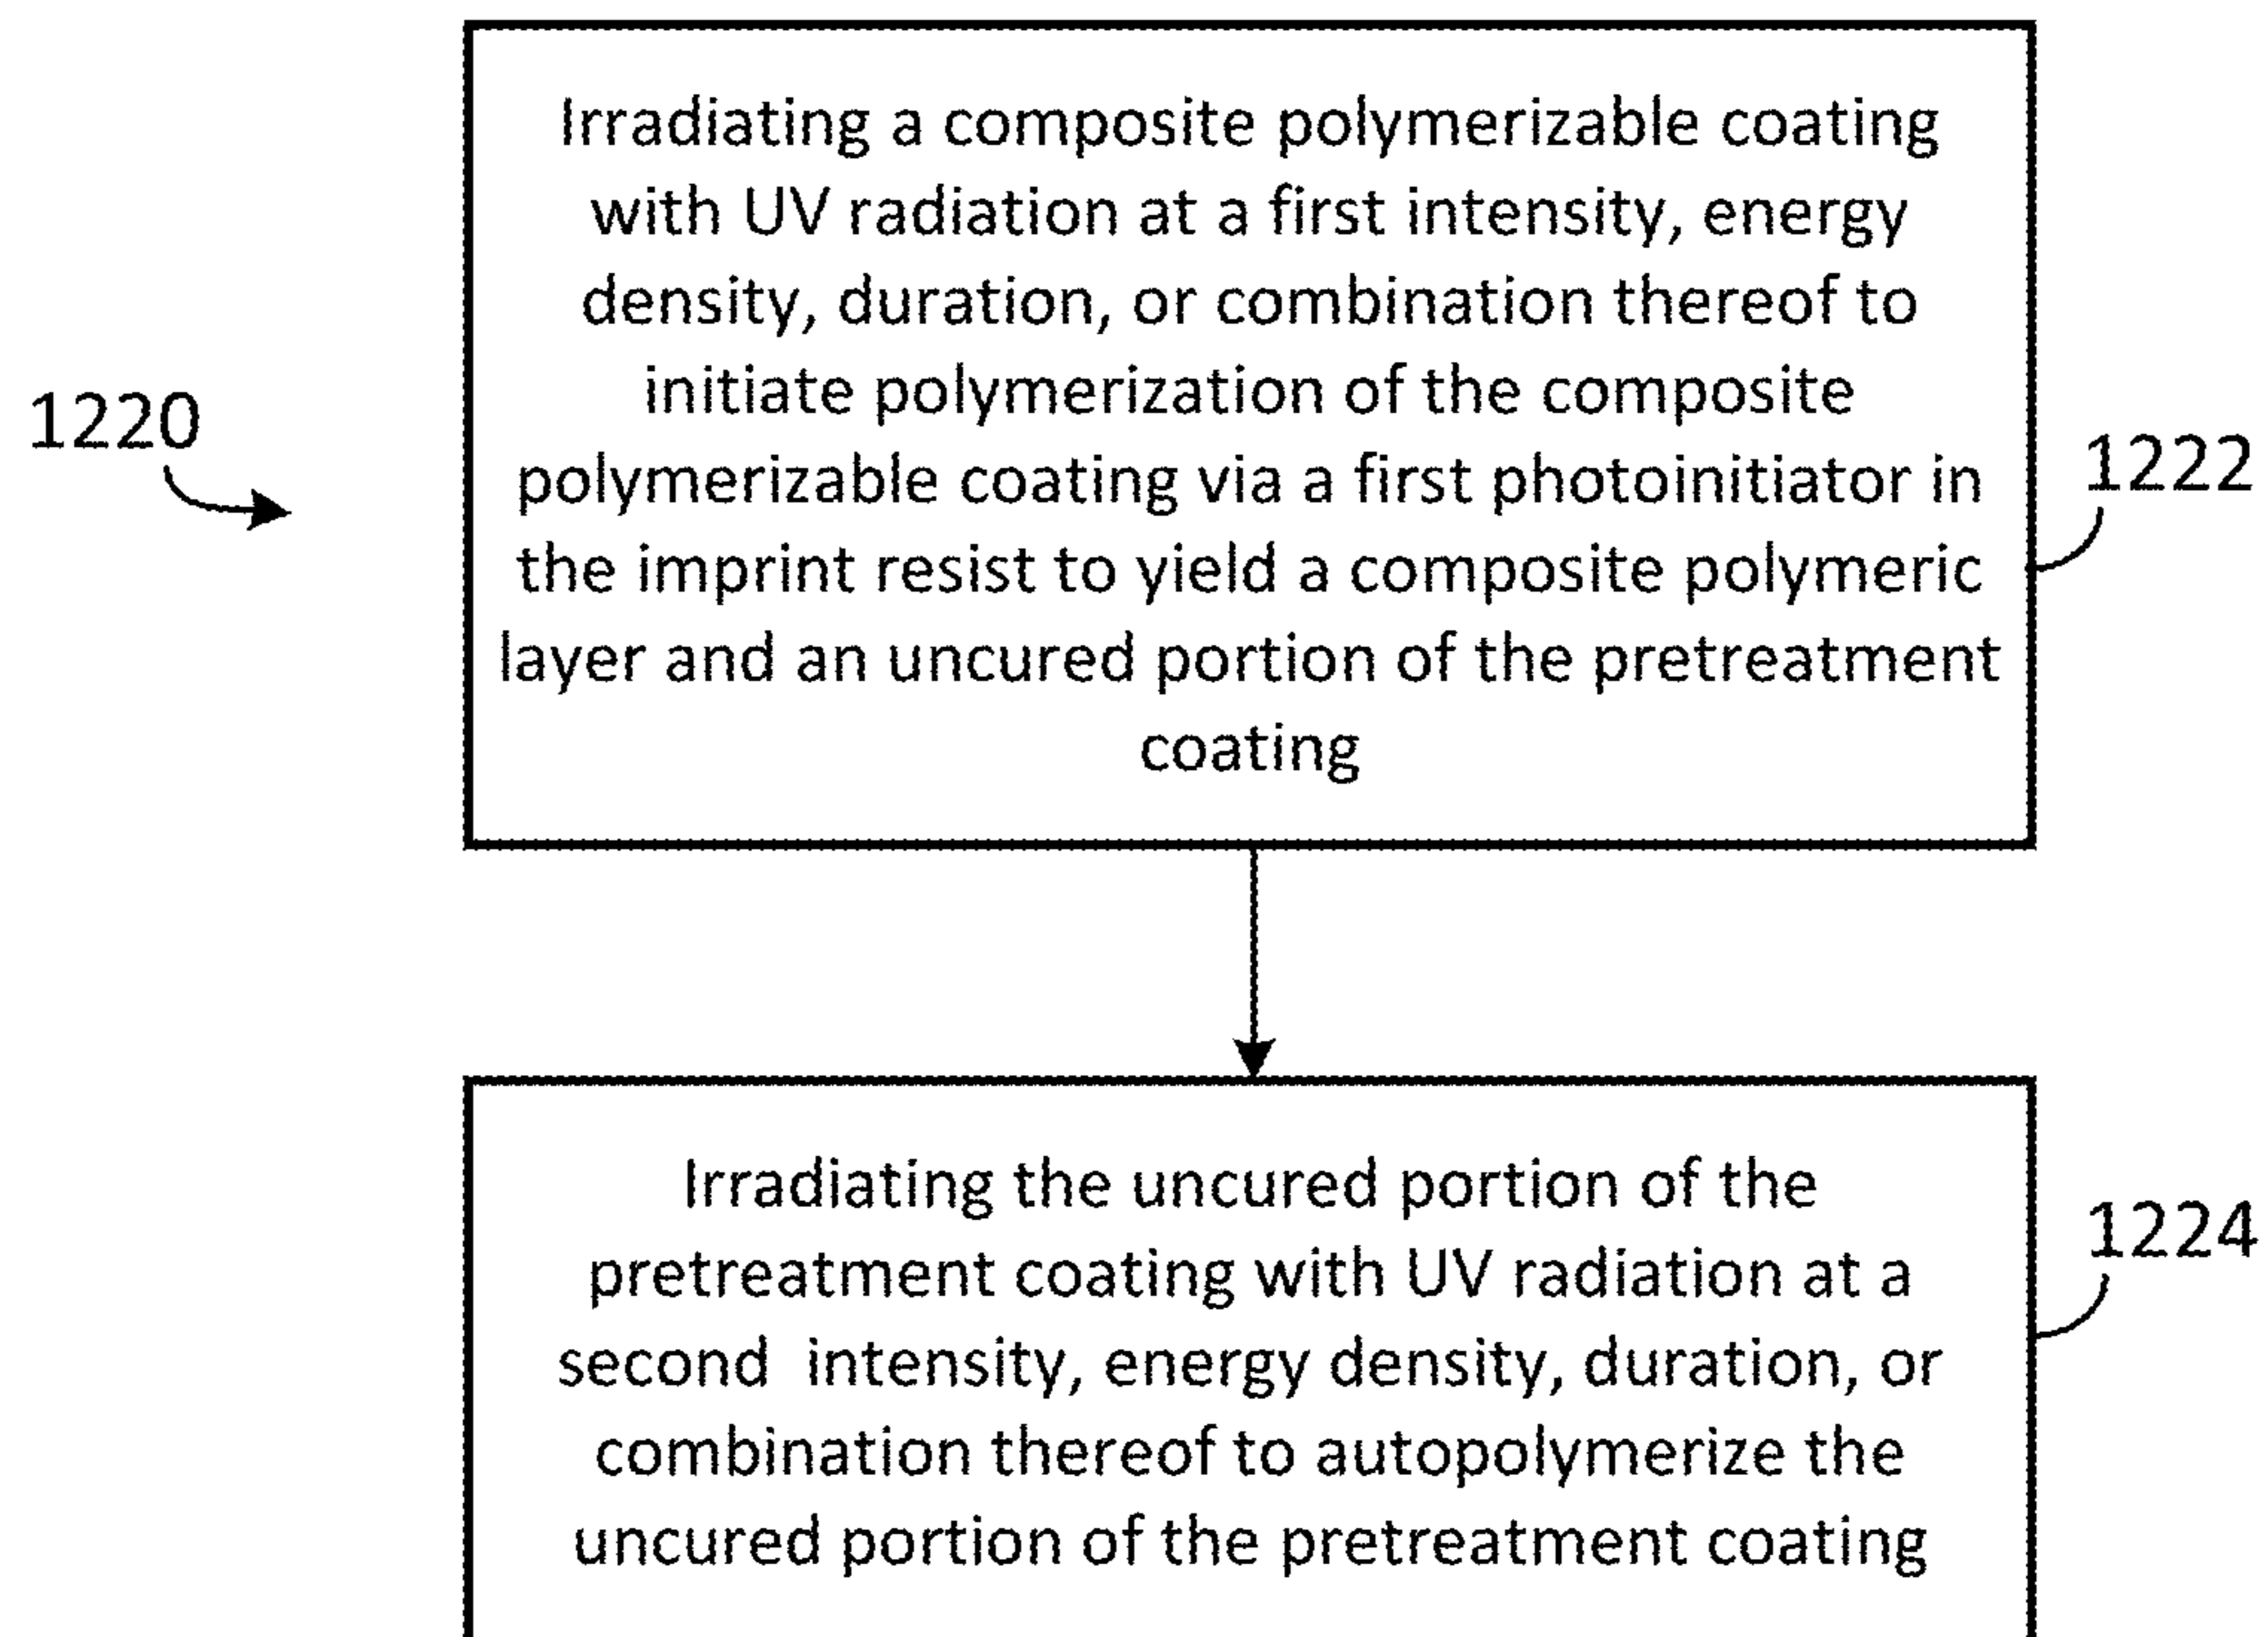 Irradiating a composite polymerizable coating
with UV radiation at a first intensity, energy
density, duration, or combination thereof to
initiate polymerization of the composite
polymerizable coating via a first photoinitiator in
the imprint resist to yield a composite polymeric
layer and an uncured portion of the pretreatment
coating
1220
1222
Irradiating the uncured portion of the
pretreatment coating with UV radiation at a
second intensity, energy density, duration, or
combination thereof to autopolymerize the
uncured portion of the pretreatment coating
1224